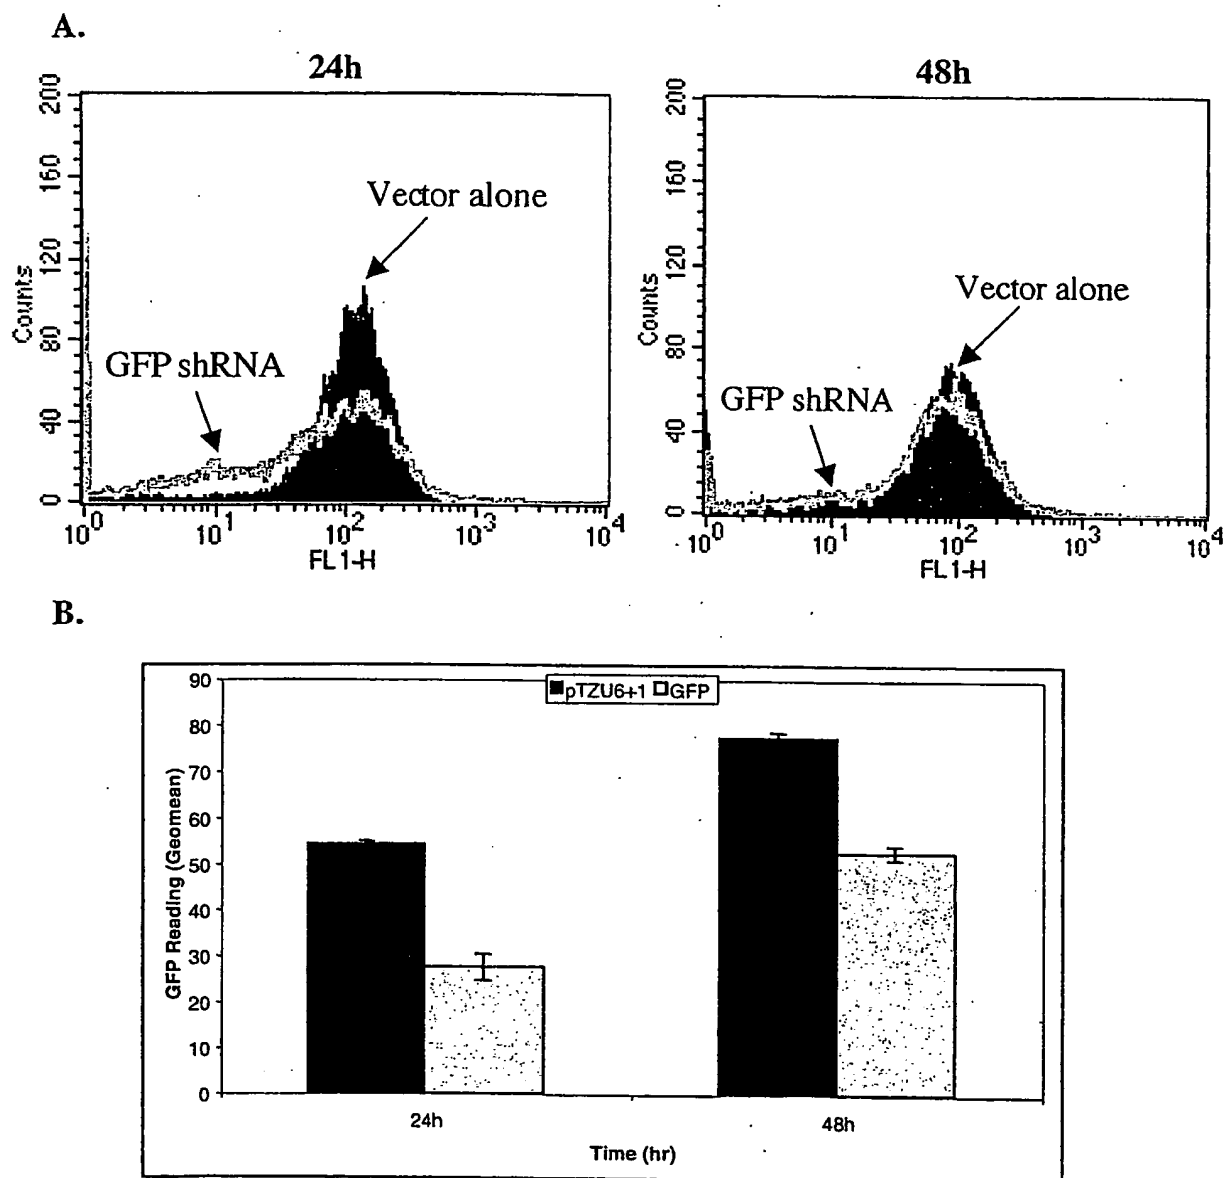 A.
24h
200
160
120
80
40
0
Counts
Vector alone
GFP shRNA
10^0 10^1 10^2 10^3 10^4
FL1-H
48h
200
160
120
80
40
0
Counts
Vector alone
GFP shRNA
10^0 10^1 10^2 10^3 10^4
FL1-H
B.
pTZU6+1 GFP
90
80
70
60
50
40
30
20
10
0
GFP Reading (Geomean)
24h 48h
Time (hr)